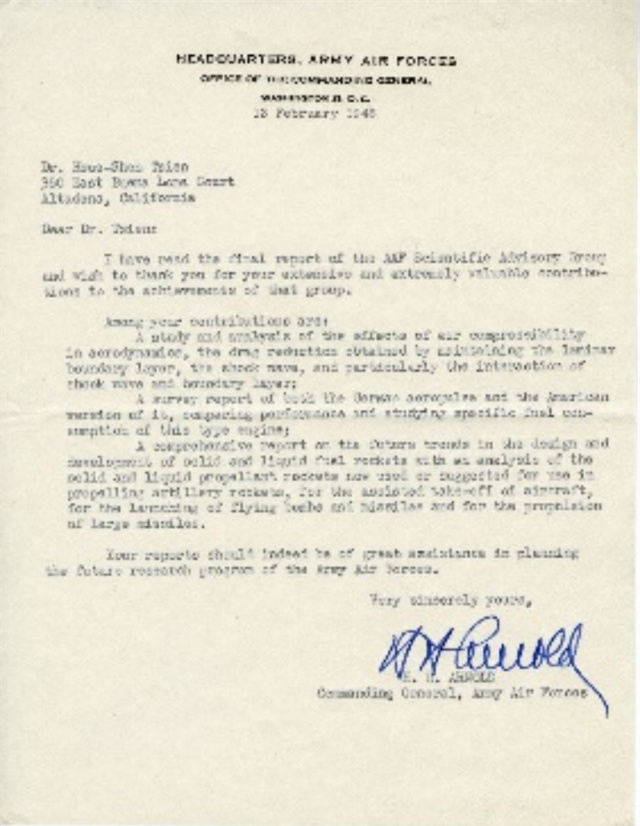 HEADQUARTERS, ARMY AIR FORCES
OFFICE OF THE COMMANDING GENERAL
WASHINGTON, D. C.
13 February
Dr. Tsien
360 East Court
Altadena, California
Dear Dr. Tsien:
I have read the final report of the AAF Scientific Advisory Group
and wish to thank you for your extensive and extremely valuable contribu-
tions to the achievements of that group.
Among your contributions are:
A study and analysis of the effects of air compressibility
in aerodynamics, the drag reduction obtained by maintaining the laminar
boundary layer, the shock wave, and particularly the interaction of
shock wave and boundary layer;
A survey report of both the German aeropulse and the American
version of it, comparing performance and studying specific fuel con-
sumption of this type engine;
A comprehensive report on the future trends in the design and
development of solid and liquid fuel rockets with an analysis of the
solid and liquid propellant rockets now used or suggested for use in
propelling artillery rockets, for the assisted take-off of aircraft,
for the launching of flying bombs and missiles and for the propulsion
of large missiles.
Your reports should indeed be of great assistance in planning
the future research program of the Army Air Forces.
Very sincerely yours,
H H Arnold
H. H. ARNOLD
Commanding General, Army Air Forces